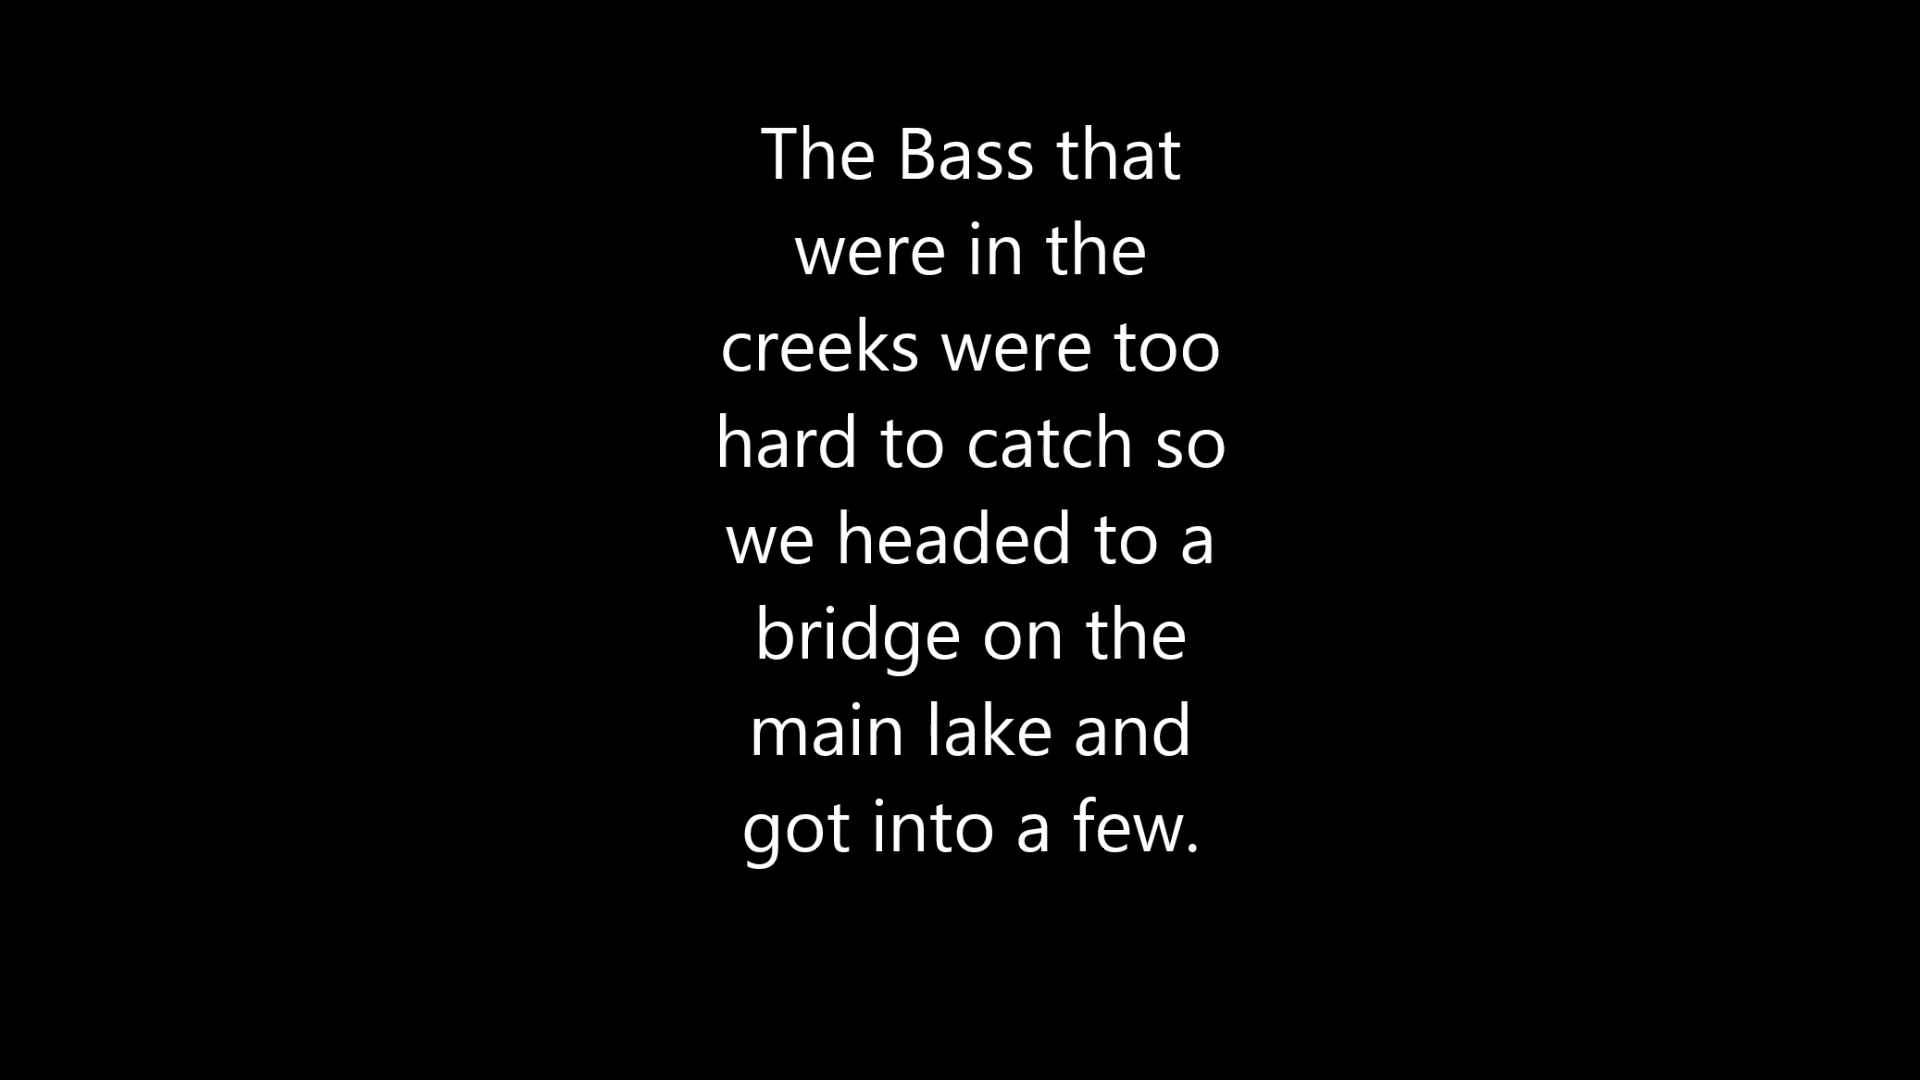 The Bass that
were in the
creeks were too
hard to catch so
we headed to a
bridge on the
main lake and
got into a few.